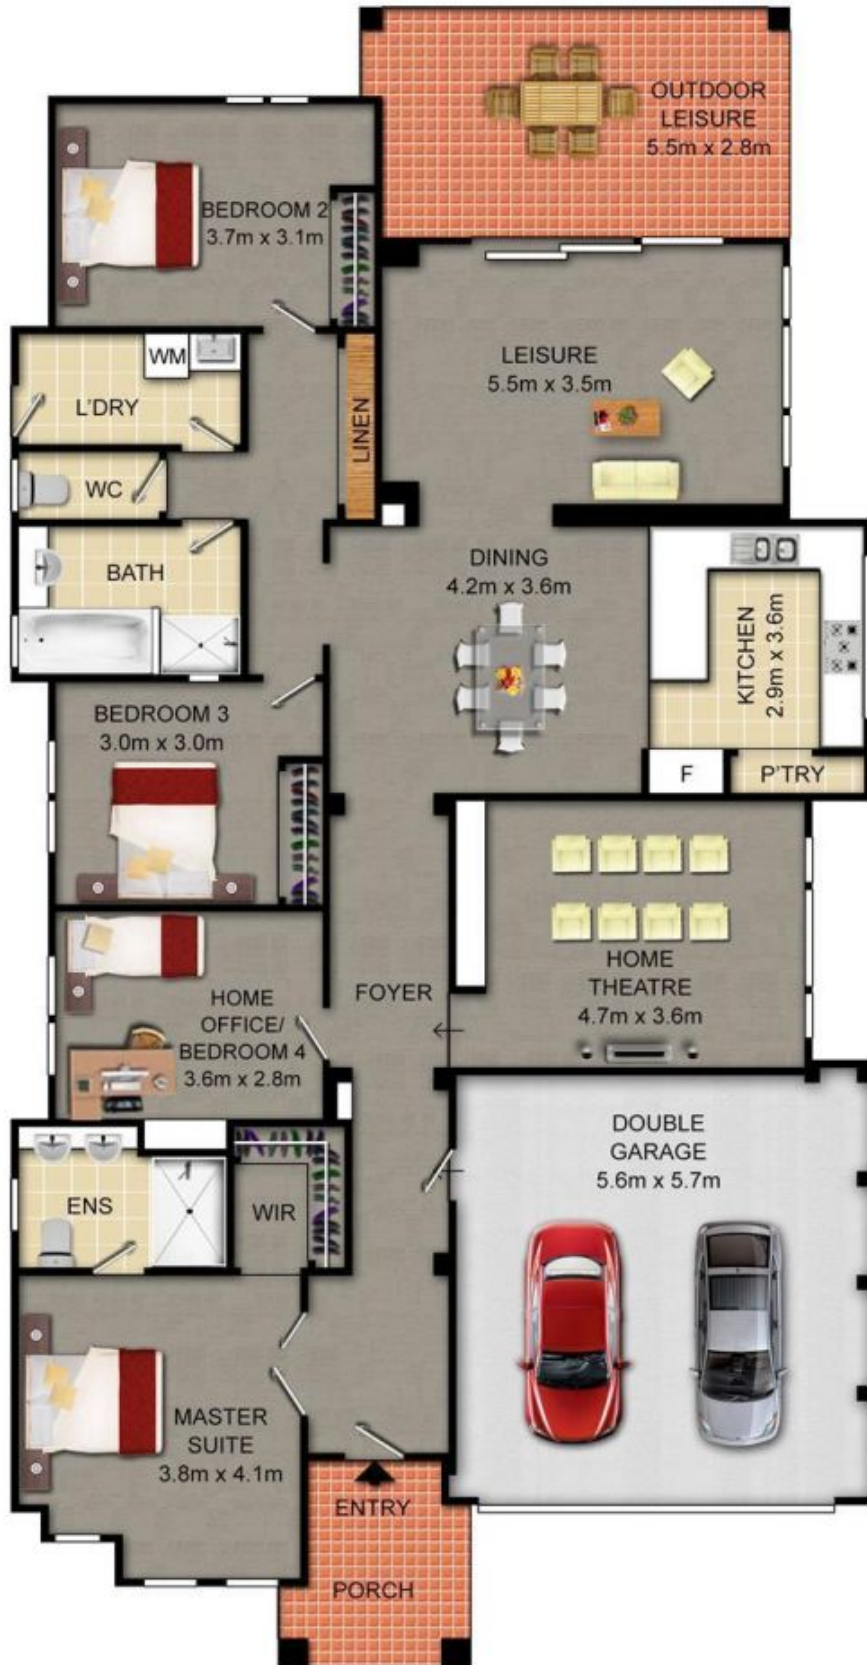 OUTDOOR
LEISURE
5.5m x 2.8m
BEDROOM 2
3.7m x 3.1m
LEISURE
5.5m x 3.5m
WM
L'DRY
LINEN
WC
BATH
DINING
4.2m x 3.6m
KITCHEN
2.9m x 3.6m
BEDROOM 3
3.0m x 3.0m
F
P'TRY
HOME
THEATRE
4.7m x 3.6m
FOYER
HOME
OFFICE/
BEDROOM 4
3.6m x 2.8m
DOUBLE
GARAGE
5.6m x 5.7m
ENS
WIR
MASTER
SUITE
3.8m x 4.1m
ENTRY
PORCH